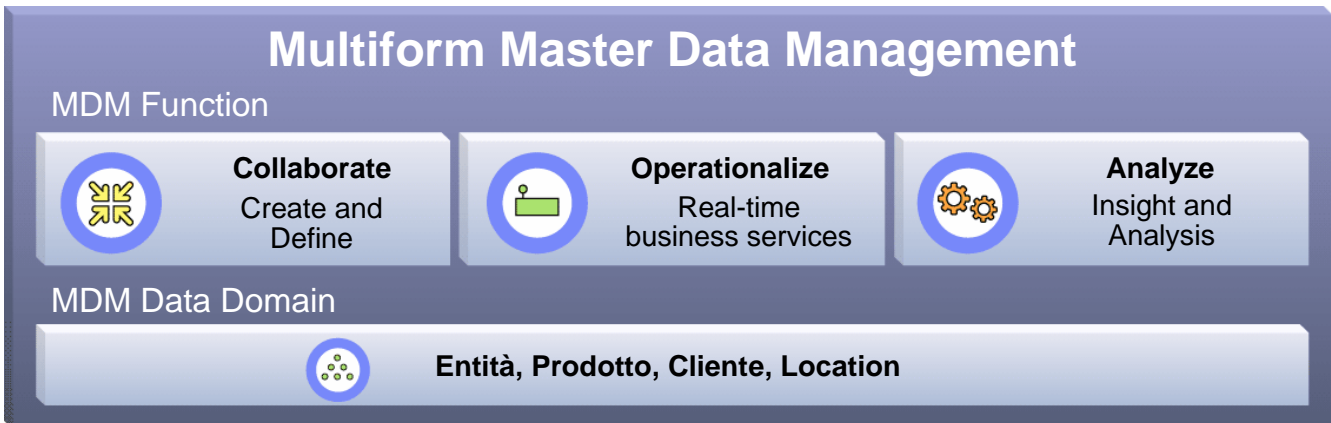 Multiform Master Data Management
MDM Function
Collaborate
Create and
Define
Operationalize
Real-time
business services
Analyze
Insight and
Analysis
MDM Data Domain
Entità, Prodotto, Cliente, Location